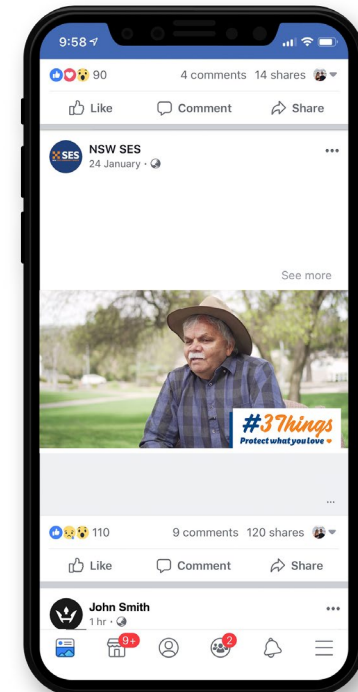 9:58
90 4 comments 14 shares
Like Comment Share
SES
NSW SES
24 January
See more
#3Things
Protect what you love
110 9 comments 120 shares
Like Comment Share
John Smith
1 hr
9+
2